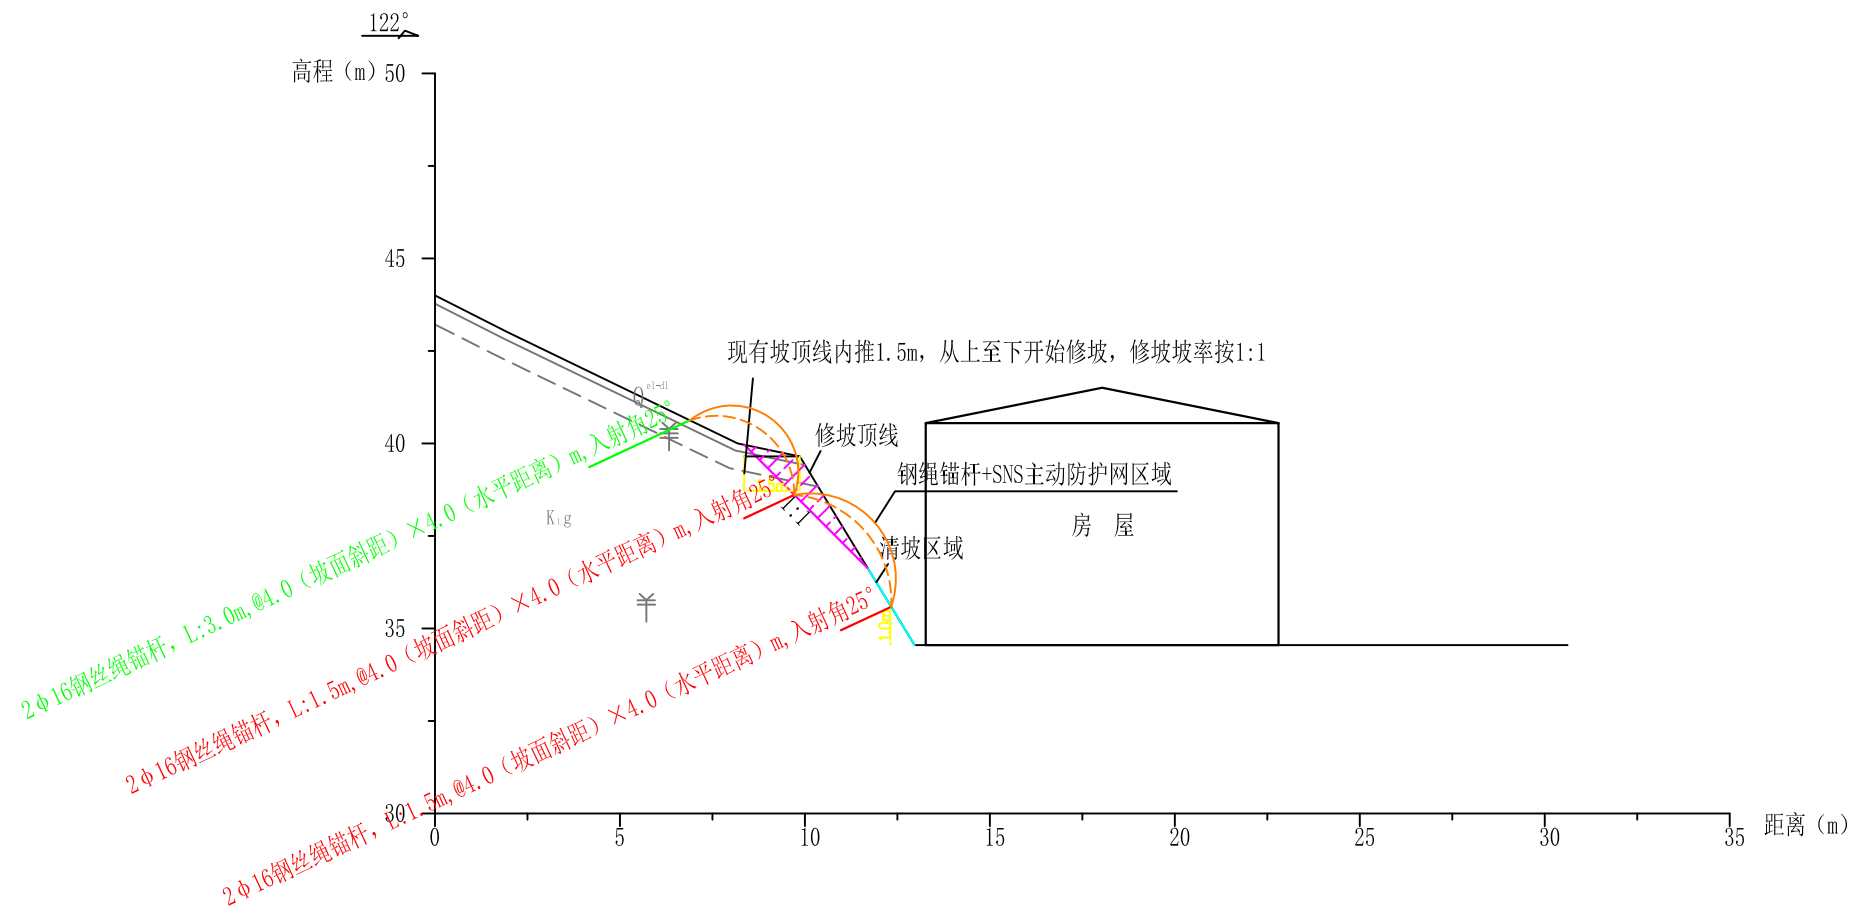 122°
高程（m）
50
45
现有坡顶线内推1.5m，从上至下开始修坡，修坡坡率按1:1
Q el-dl
40
修坡顶线
钢绳锚杆+SNS主动防护网区域
K₁g
1:1
房 屋
清坡区域
35
1.0m
2φ16钢丝绳锚杆，L:3.0m,@4.0（坡面斜距）×4.0（水平距离）m,入射角25°
2φ16钢丝绳锚杆，L:1.5m,@4.0（坡面斜距）×4.0（水平距离）m,入射角25°
2φ16钢丝绳锚杆，L:1.5m,@4.0（坡面斜距）×4.0（水平距离）m,入射角25°
30
0 5 10 15 20 25 30 35
距离（m）